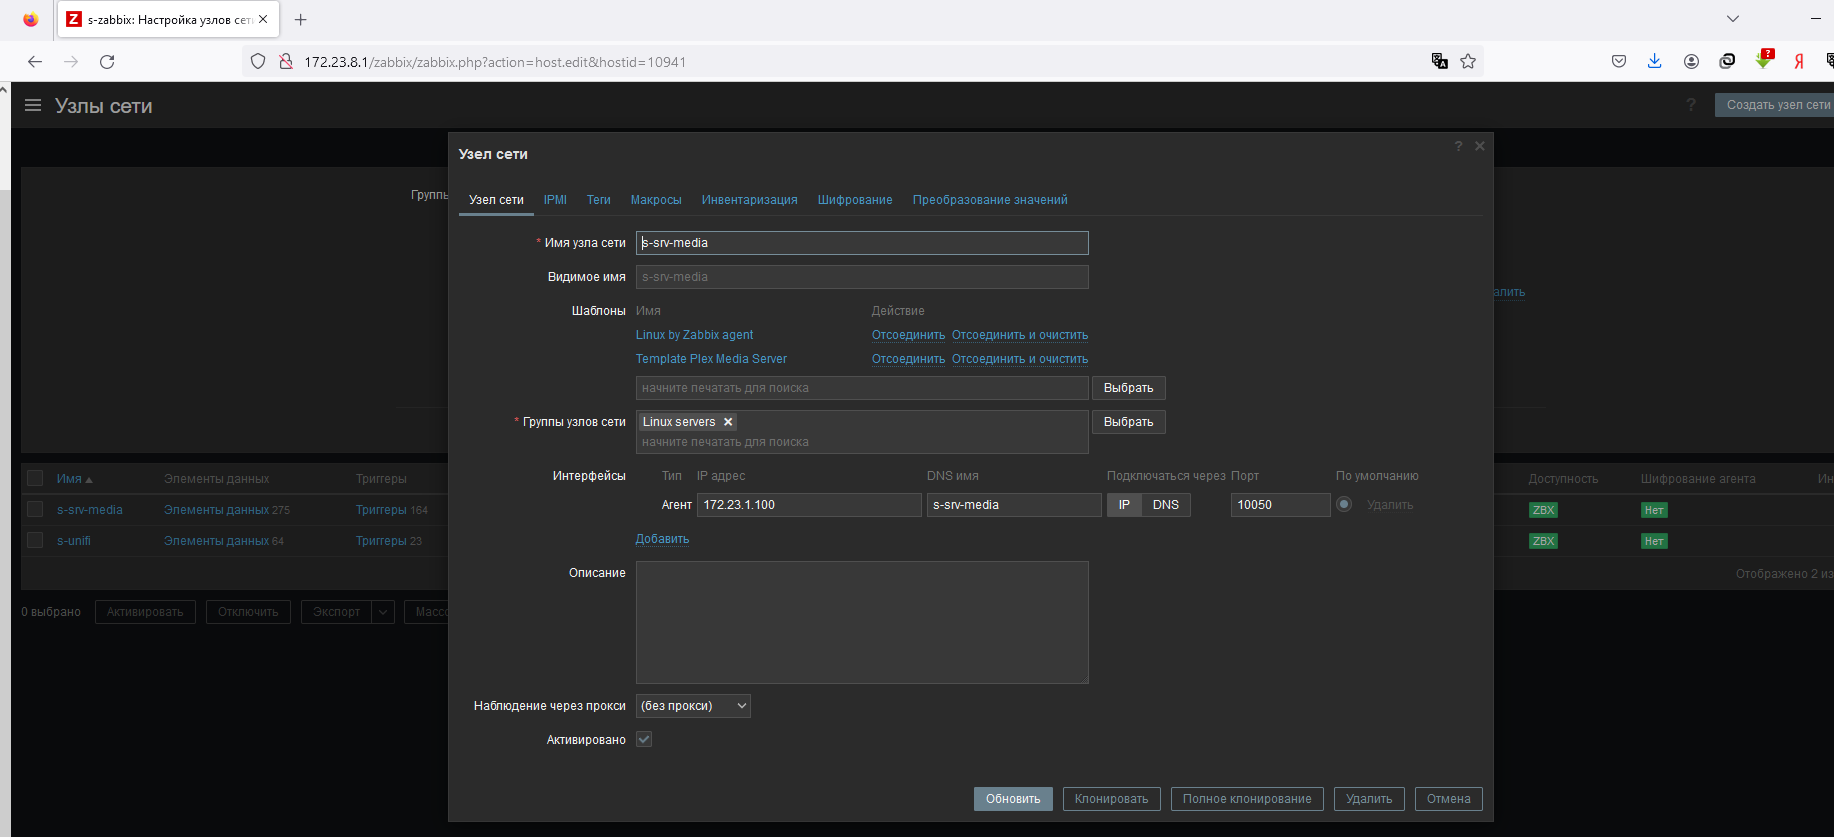 s-zabbix: Настройка узлов сет
172.23.8.1/zabbix/zabbix.php?action=host.edit&hostid=10941
Узлы сети
? Создать узел сети
Узел сети
? ×
Узел сети IPMI Теги Макросы Инвентаризация Шифрование Преобразование значений
* Имя узла сети s-srv-media
Видимое имя s-srv-media
Шаблоны Имя Действие
Linux by Zabbix agent Отсоединить Отсоединить и очистить
Template Plex Media Server Отсоединить Отсоединить и очистить
начните печатать для поиска Выбрать
* Группы узлов сети Linux servers × Выбрать
начните печатать для поиска
Интерфейсы Тип IP адрес DNS имя Подключаться через Порт По умолчанию
Агент 172.23.1.100 s-srv-media IP DNS 10050 Удалить
Добавить
Описание
Наблюдение через прокси (без прокси)
Активировано
Обновить Клонировать Полное клонирование Удалить Отмена
Групп
алить
Имя Элементы данных Триггеры Доступность Шифрование агента Ин
s-srv-media Элементы данных 275 Триггеры 164 ZBX Нет
s-unifi Элементы данных 64 Триггеры 23 ZBX Нет
Отображено 2 из
0 выбрано Активировать Отключить Экспорт Массо